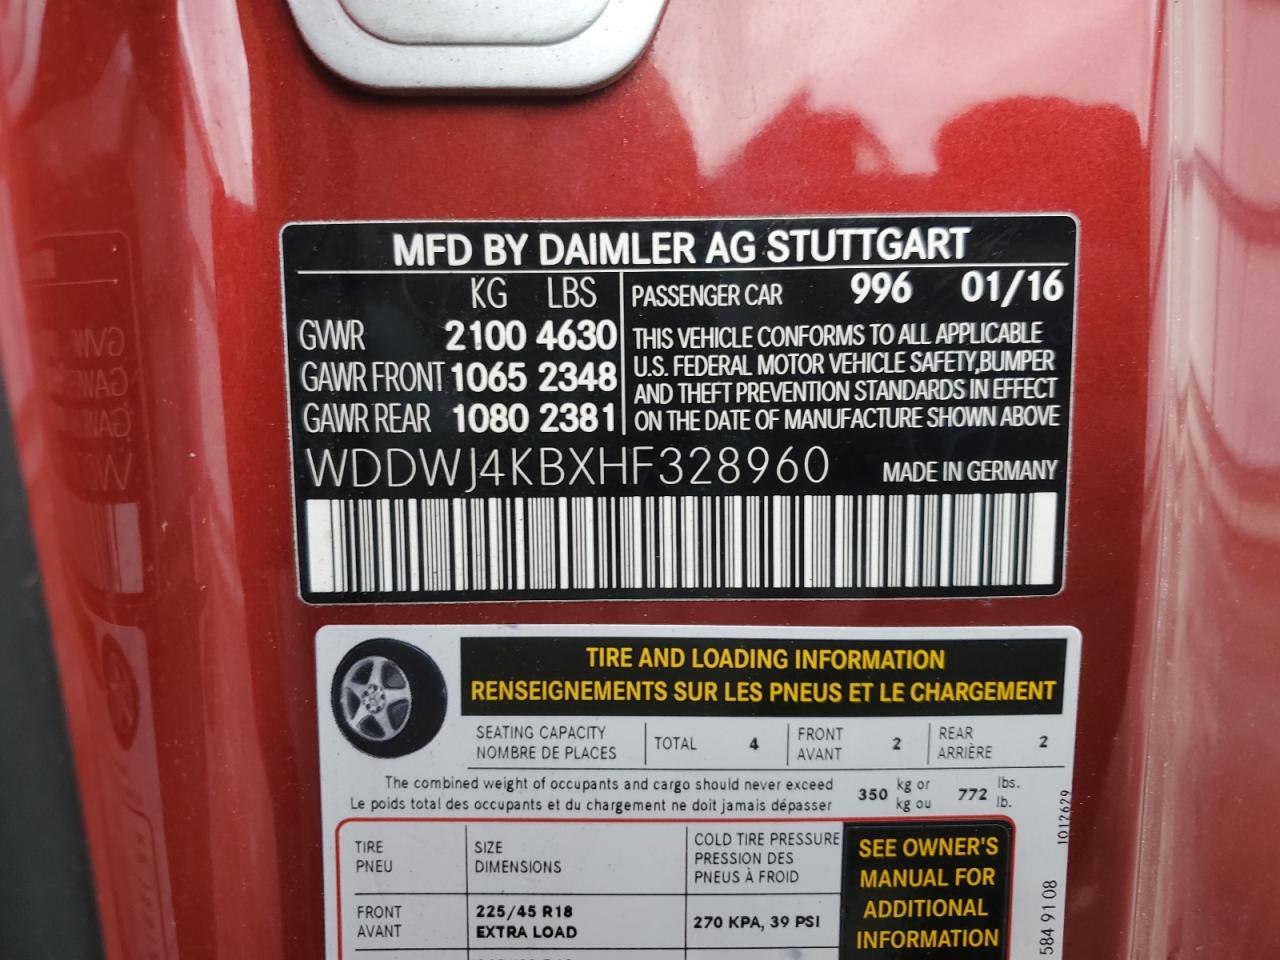 MFD BY DAIMLER AG STUTTGART
KG LBS
GWWR 2100 4630
GAWR FRONT 1065 2348
GAWR REAR 1080 2381
PASSENGER CAR 996 01/16
THIS VEHICLE CONFORMS TO ALL APPLICABLE
U.S. FEDERAL MOTOR VEHICLE SAFETY,BUMPER
AND THEFT PREVENTION STANDARDS IN EFFECT
ON THE DATE OF MANUFACTURE SHOWN ABOVE
WDDWJ4KBXHF328960 MADE IN GERMANY
TIRE AND LOADING INFORMATION
RENSEIGNEMENTS SUR LES PNEUS ET LE CHARGEMENT
SEATING CAPACITY
NOMBRE DE PLACES
TOTAL 4
FRONT
AVANT
2
REAR
ARRIÈRE
2
The combined weight of occupants and cargo should never exceed
Le poids total des occupants et du chargement ne doit jamais dépasser
350 kg or
kg ou
772 lbs.
lb.
TIRE
PNEU
SIZE
DIMENSIONS
COLD TIRE PRESSURE
PRESSION DES
PNEUS À FROID
FRONT
AVANT
225/45 R18
EXTRA LOAD
270 KPA, 39 PSI
SEE OWNER'S
MANUAL FOR
ADDITIONAL
INFORMATION
1012629
584 91 08